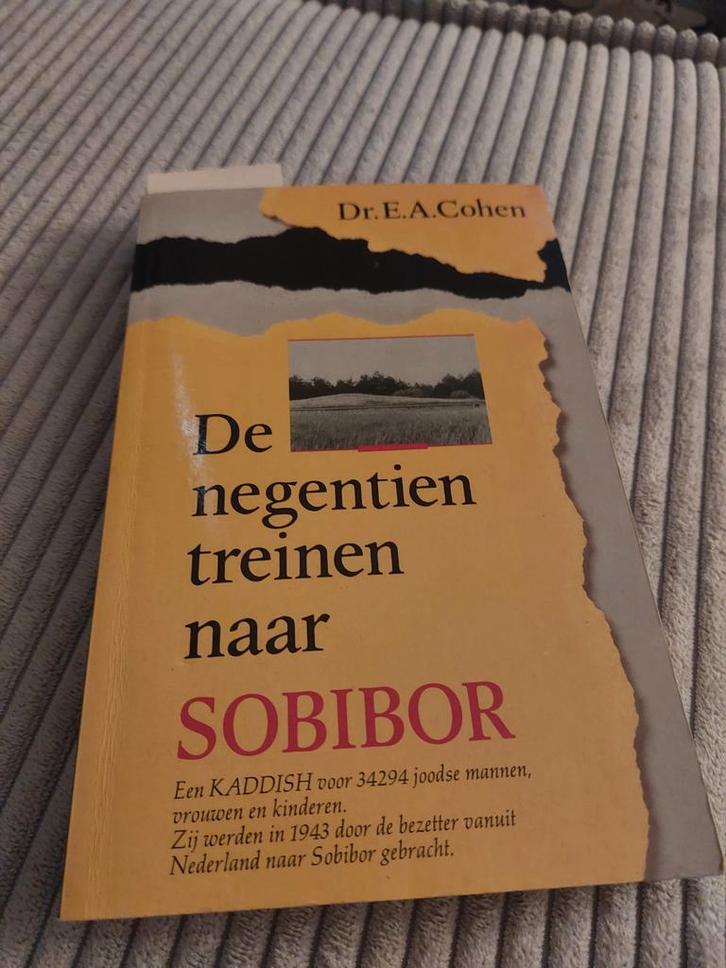 Dr. E.A.Cohen
De
negentien
treinen
naar
SOBIBOR
Een KADDISH voor 34294 joodse mannen,
vrouwen en kinderen.
Zij werden in 1943 door de bezetter vanuit
Nederland naar Sobibor gebracht.